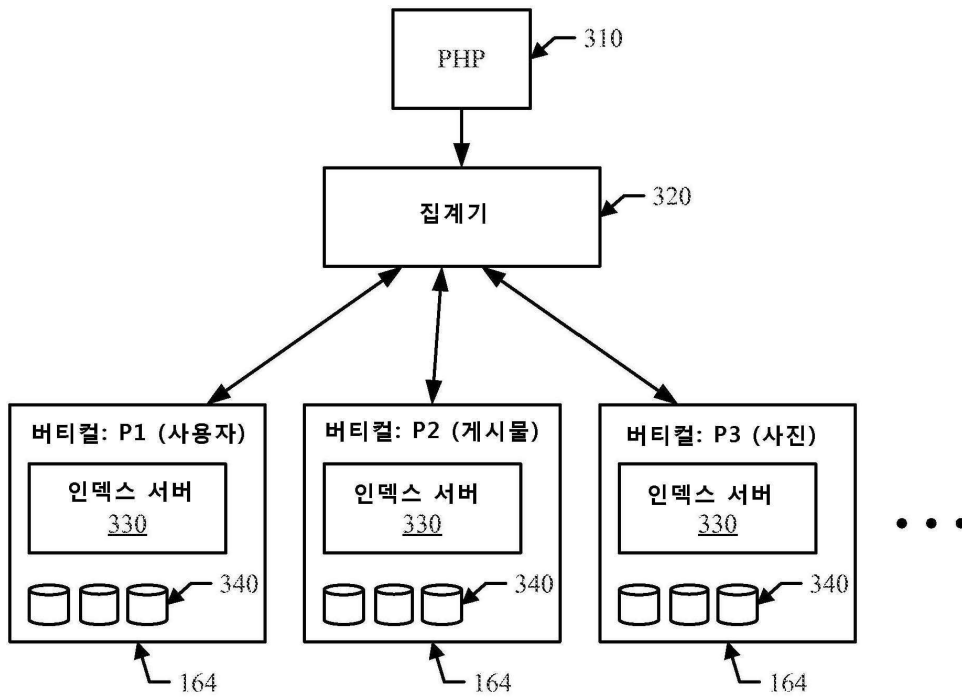 310
PHP
320
집계기
버티컬: P1 (사용자)
인덱스 서버
330
340
164
버티컬: P2 (게시물)
인덱스 서버
330
340
164
버티컬: P3 (사진)
인덱스 서버
330
340
164
• • •